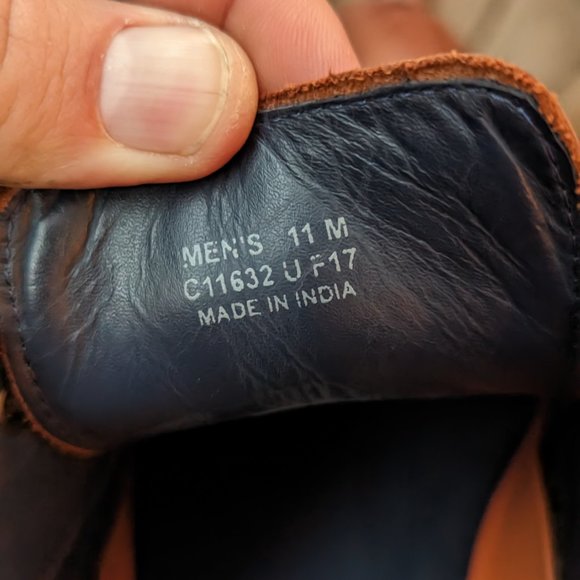 MEN'S 11 M
C11632 U F17
MADE IN INDIA